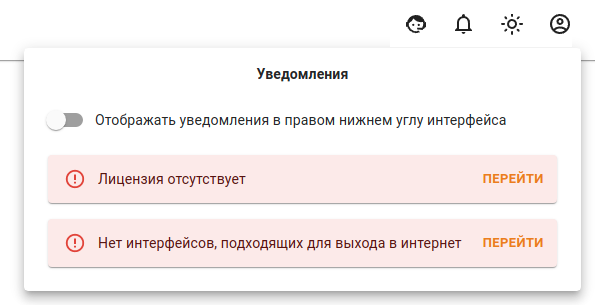 Уведомления
Отображать уведомления в правом нижнем углу интерфейса
Лицензия отсутствует ПЕРЕЙТИ
Нет интерфейсов, подходящих для выхода в интернет ПЕРЕЙТИ